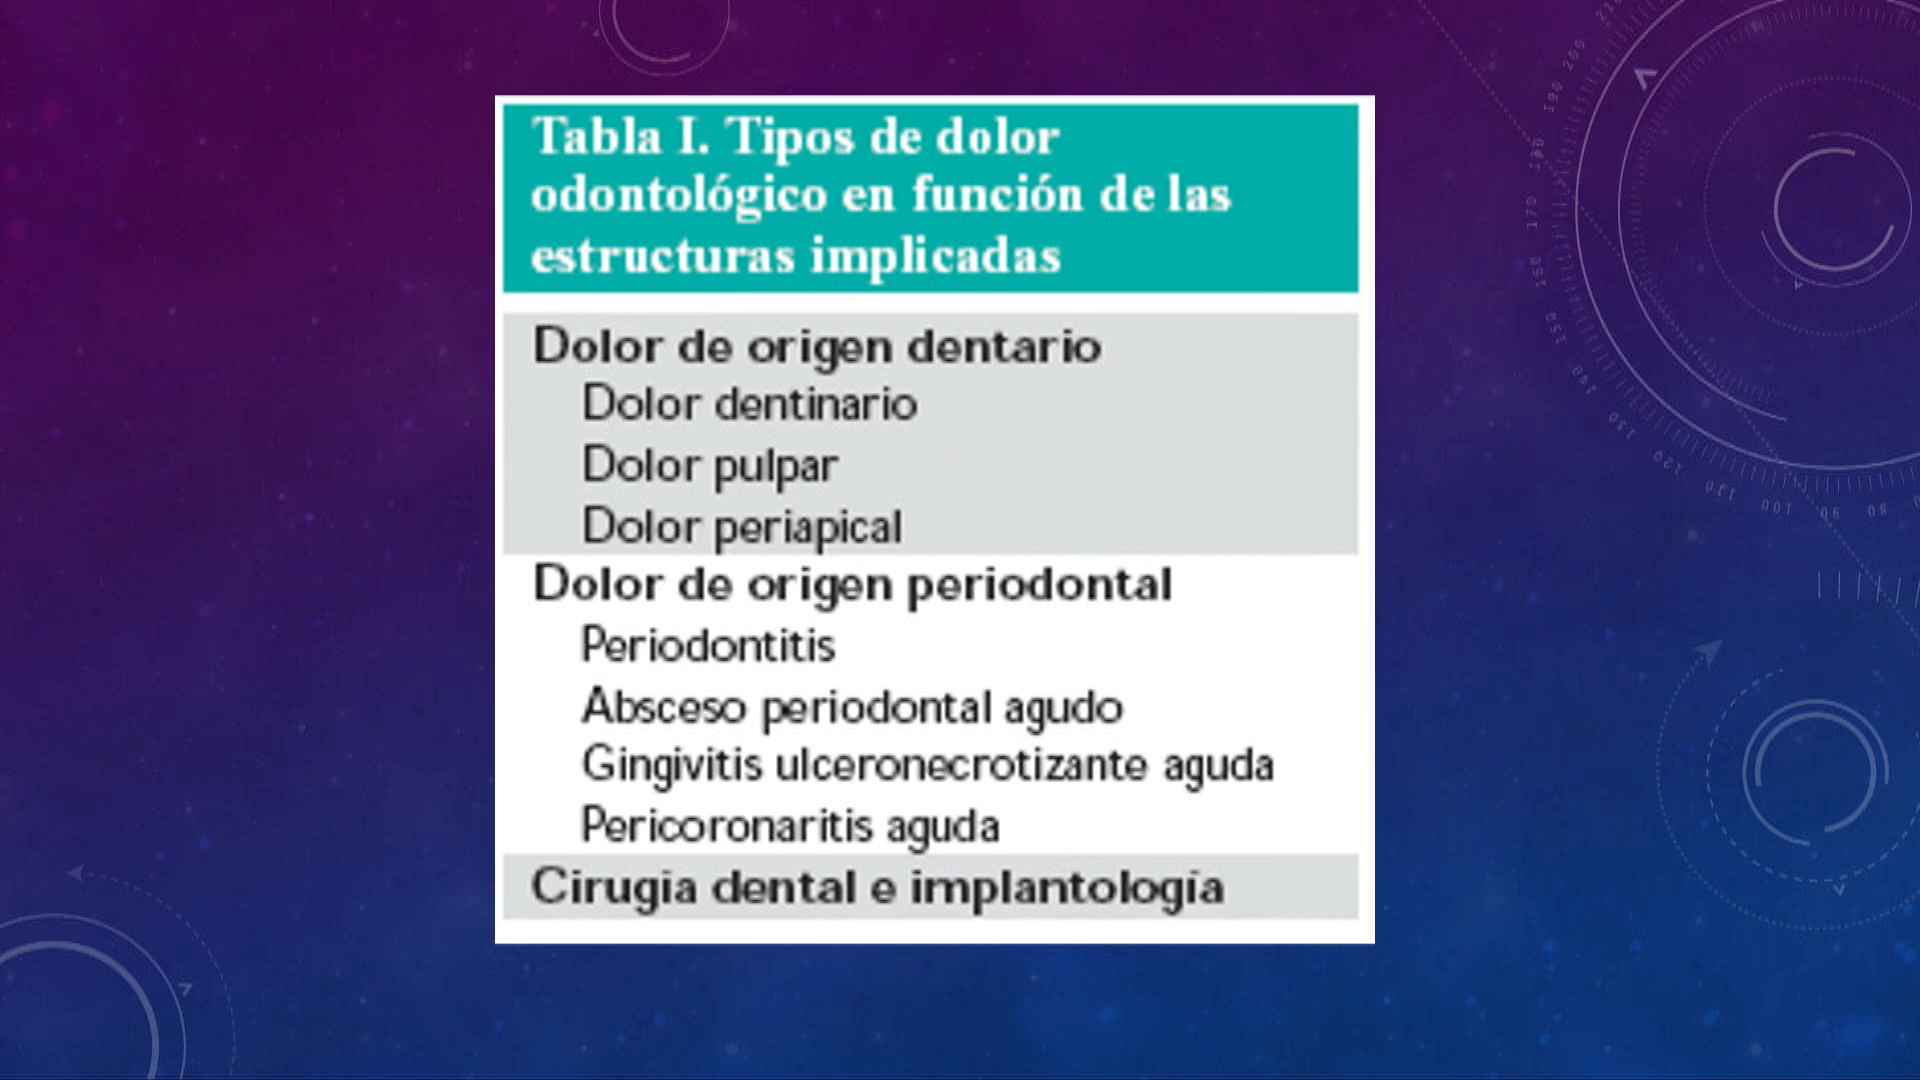 Tabla I. Tipos de dolor
odontológico en función de las
estructuras implicadas
Dolor de origen dentario
Dolor dentinario
Dolor pulpar
Dolor periapical
Dolor de origen periodontal
Periodontitis
Absceso periodontal agudo
Gingivitis ulceronecrotizante aguda
Pericoronaritis aguda
Cirugía dental e implantología